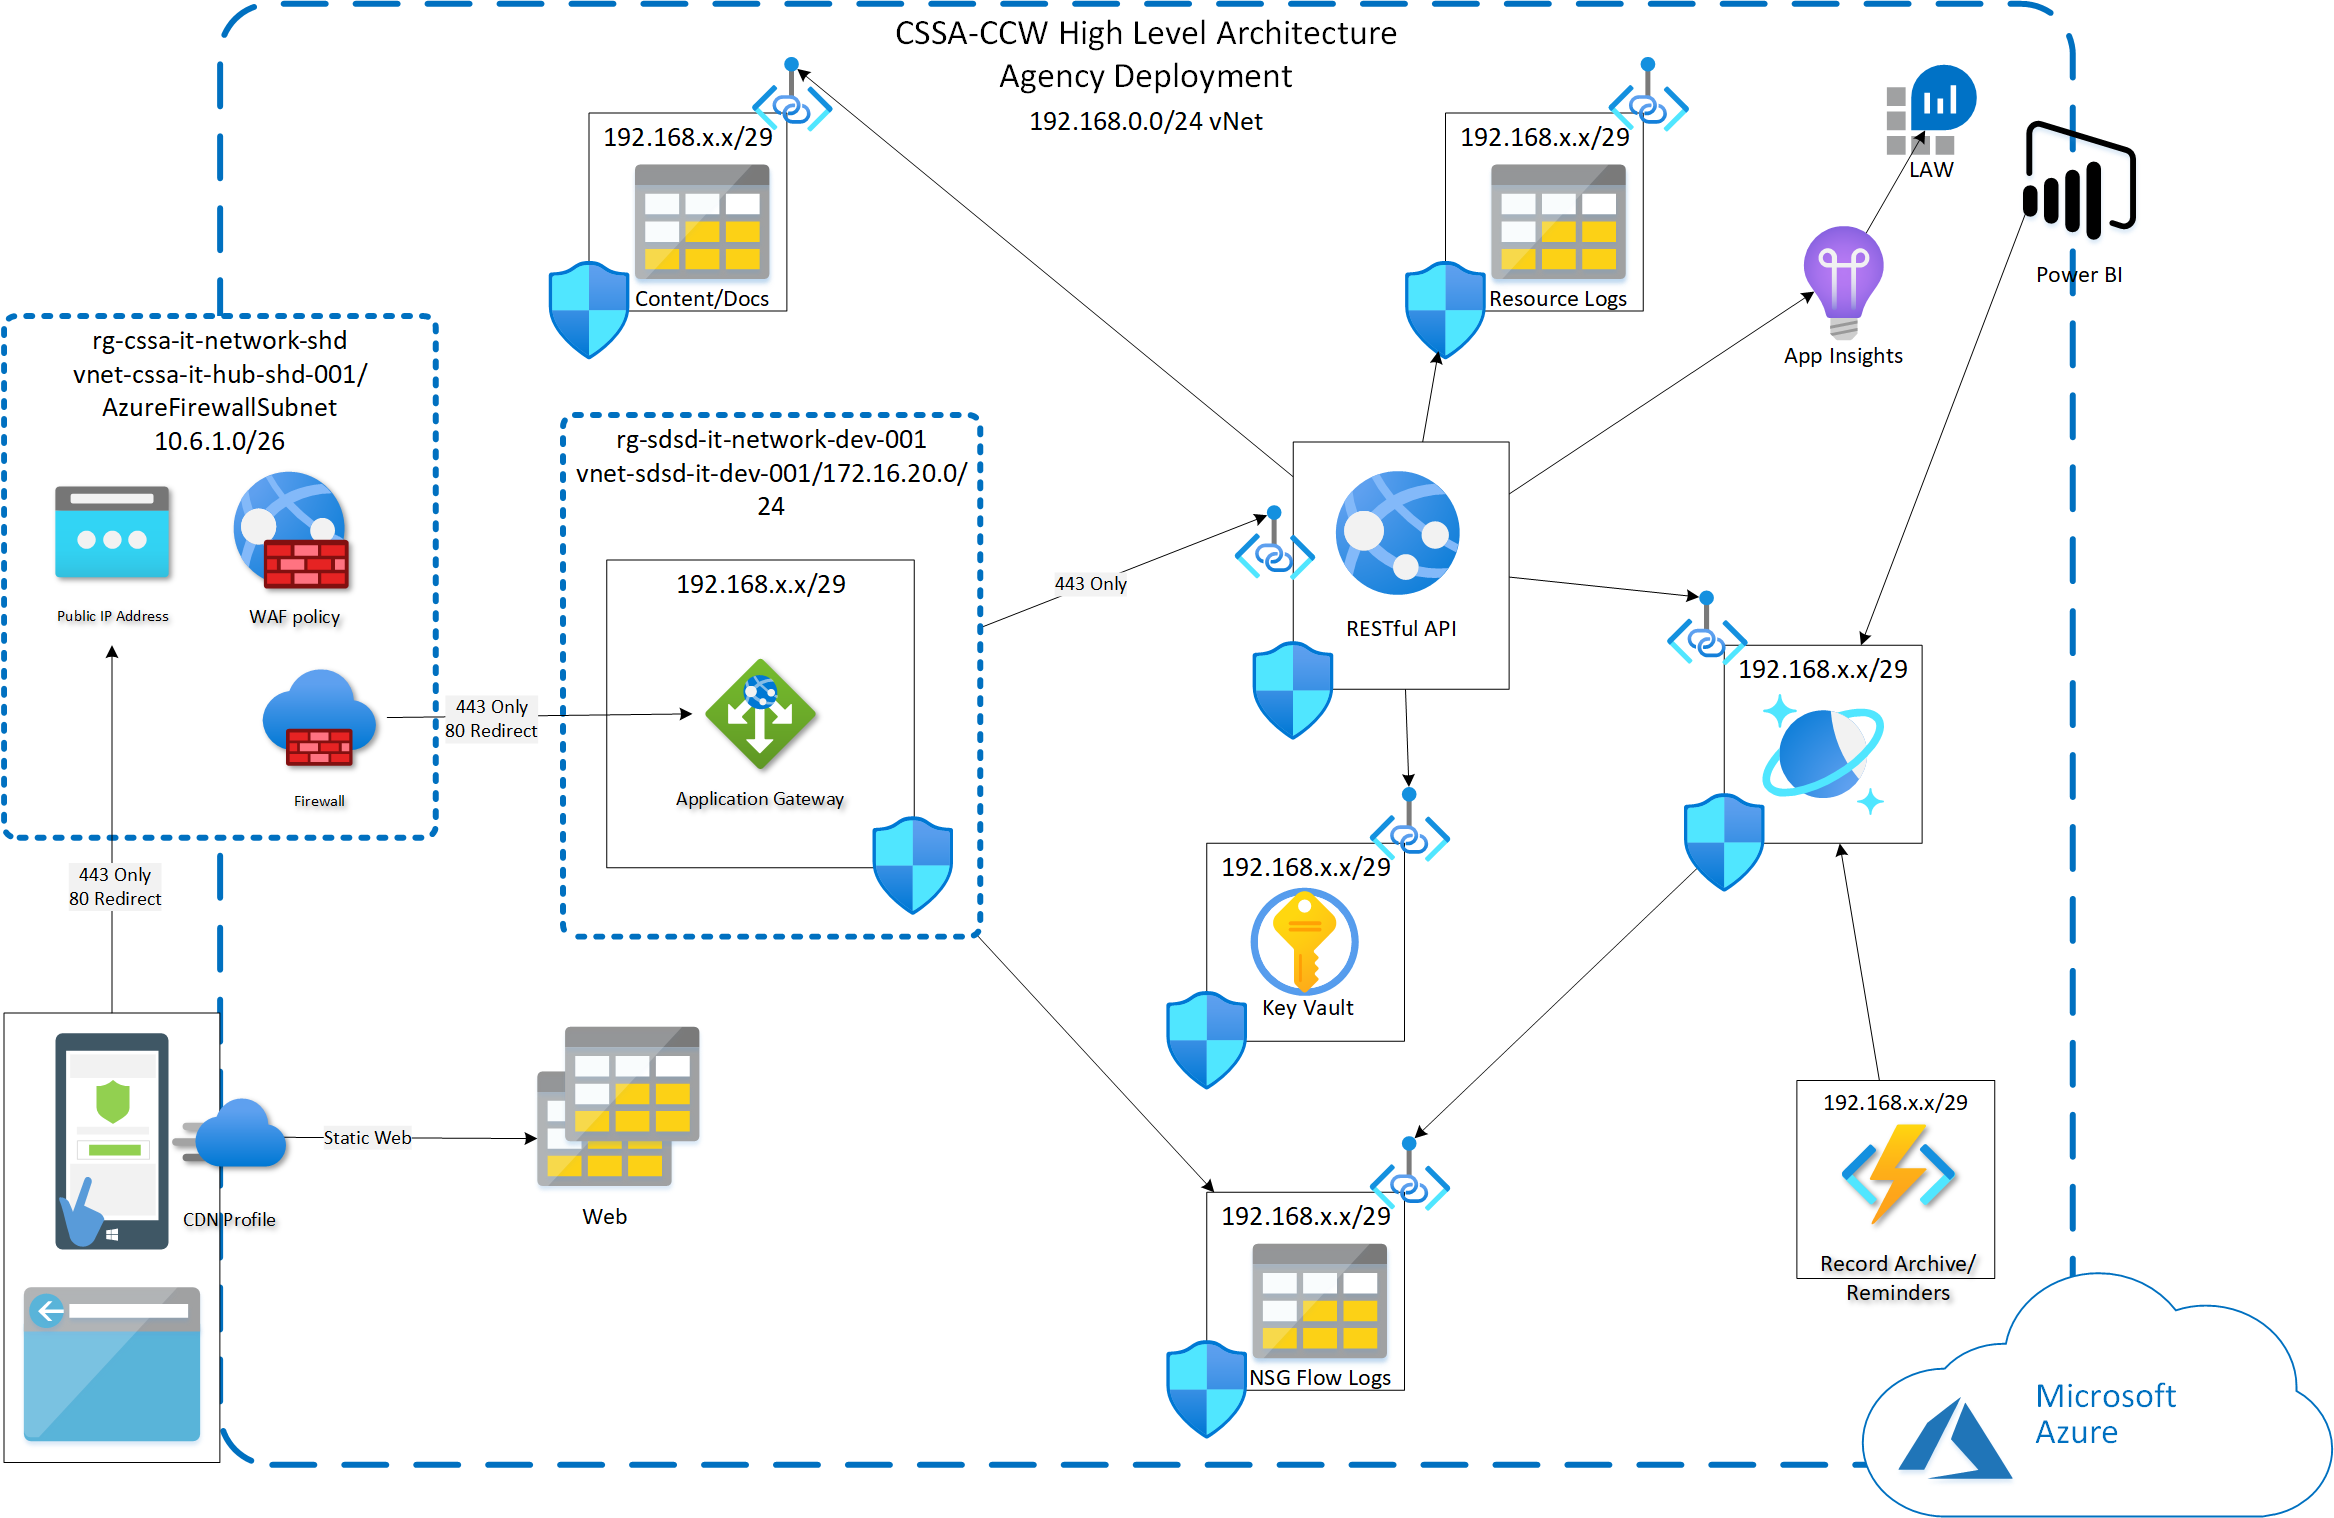 CSSA-CCW High Level Architecture
Agency Deployment
192.168.0.0/24 vNet
192.168.x.x/29
Content/Docs
192.168.x.x/29
Resource Logs
LAW
Power BI
App Insights
rg-cssa-it-network-shd
vnet-cssa-it-hub-shd-001/
AzureFirewallSubnet
10.6.1.0/26
Public IP Address
WAF policy
Firewall
443 Only
80 Redirect
rg-sdsd-it-network-dev-001
vnet-sdsd-it-dev-001/172.16.20.0/
24
192.168.x.x/29
Application Gateway
443 Only
RESTful API
192.168.x.x/29
443 Only
80 Redirect
192.168.x.x/29
Key Vault
CDN Profile
Static Web
Web
192.168.x.x/29
NSG Flow Logs
192.168.x.x/29
Record Archive/
Reminders
Microsoft
Azure